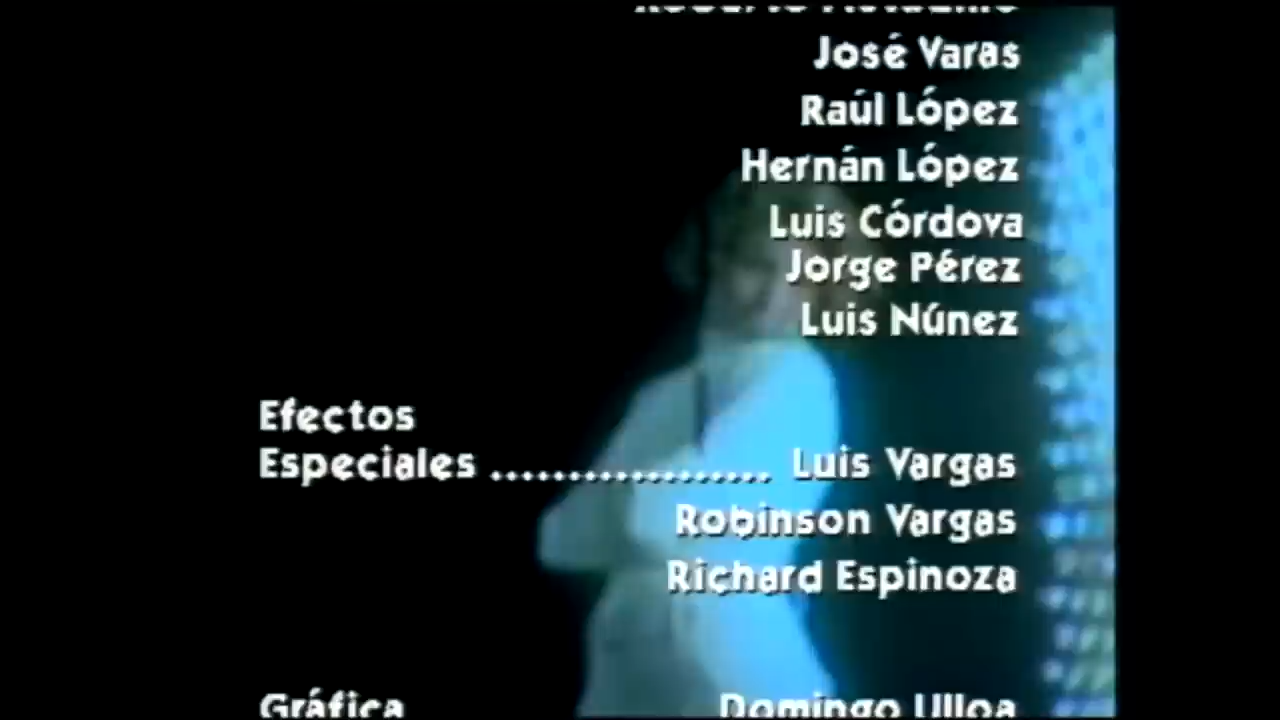 José Varas
Raúl López
Hernán López
Luis Córdova
Jorge Pérez
Luis Núnez
Efectos
Especiales ................. Luis Vargas
Robinson Vargas
Richard Espinoza
Gráfica Domingo Ulloa